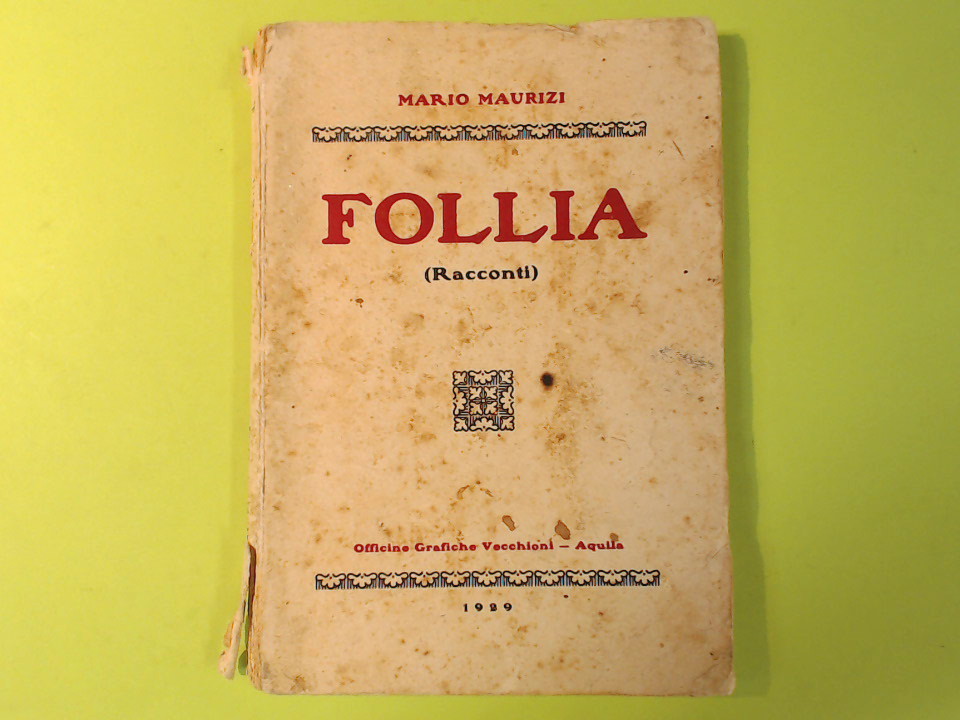 MARIO MAURIZI
FOLLIA
(Racconti)
Officine Grafiche Vecchioni — Aquila
1929